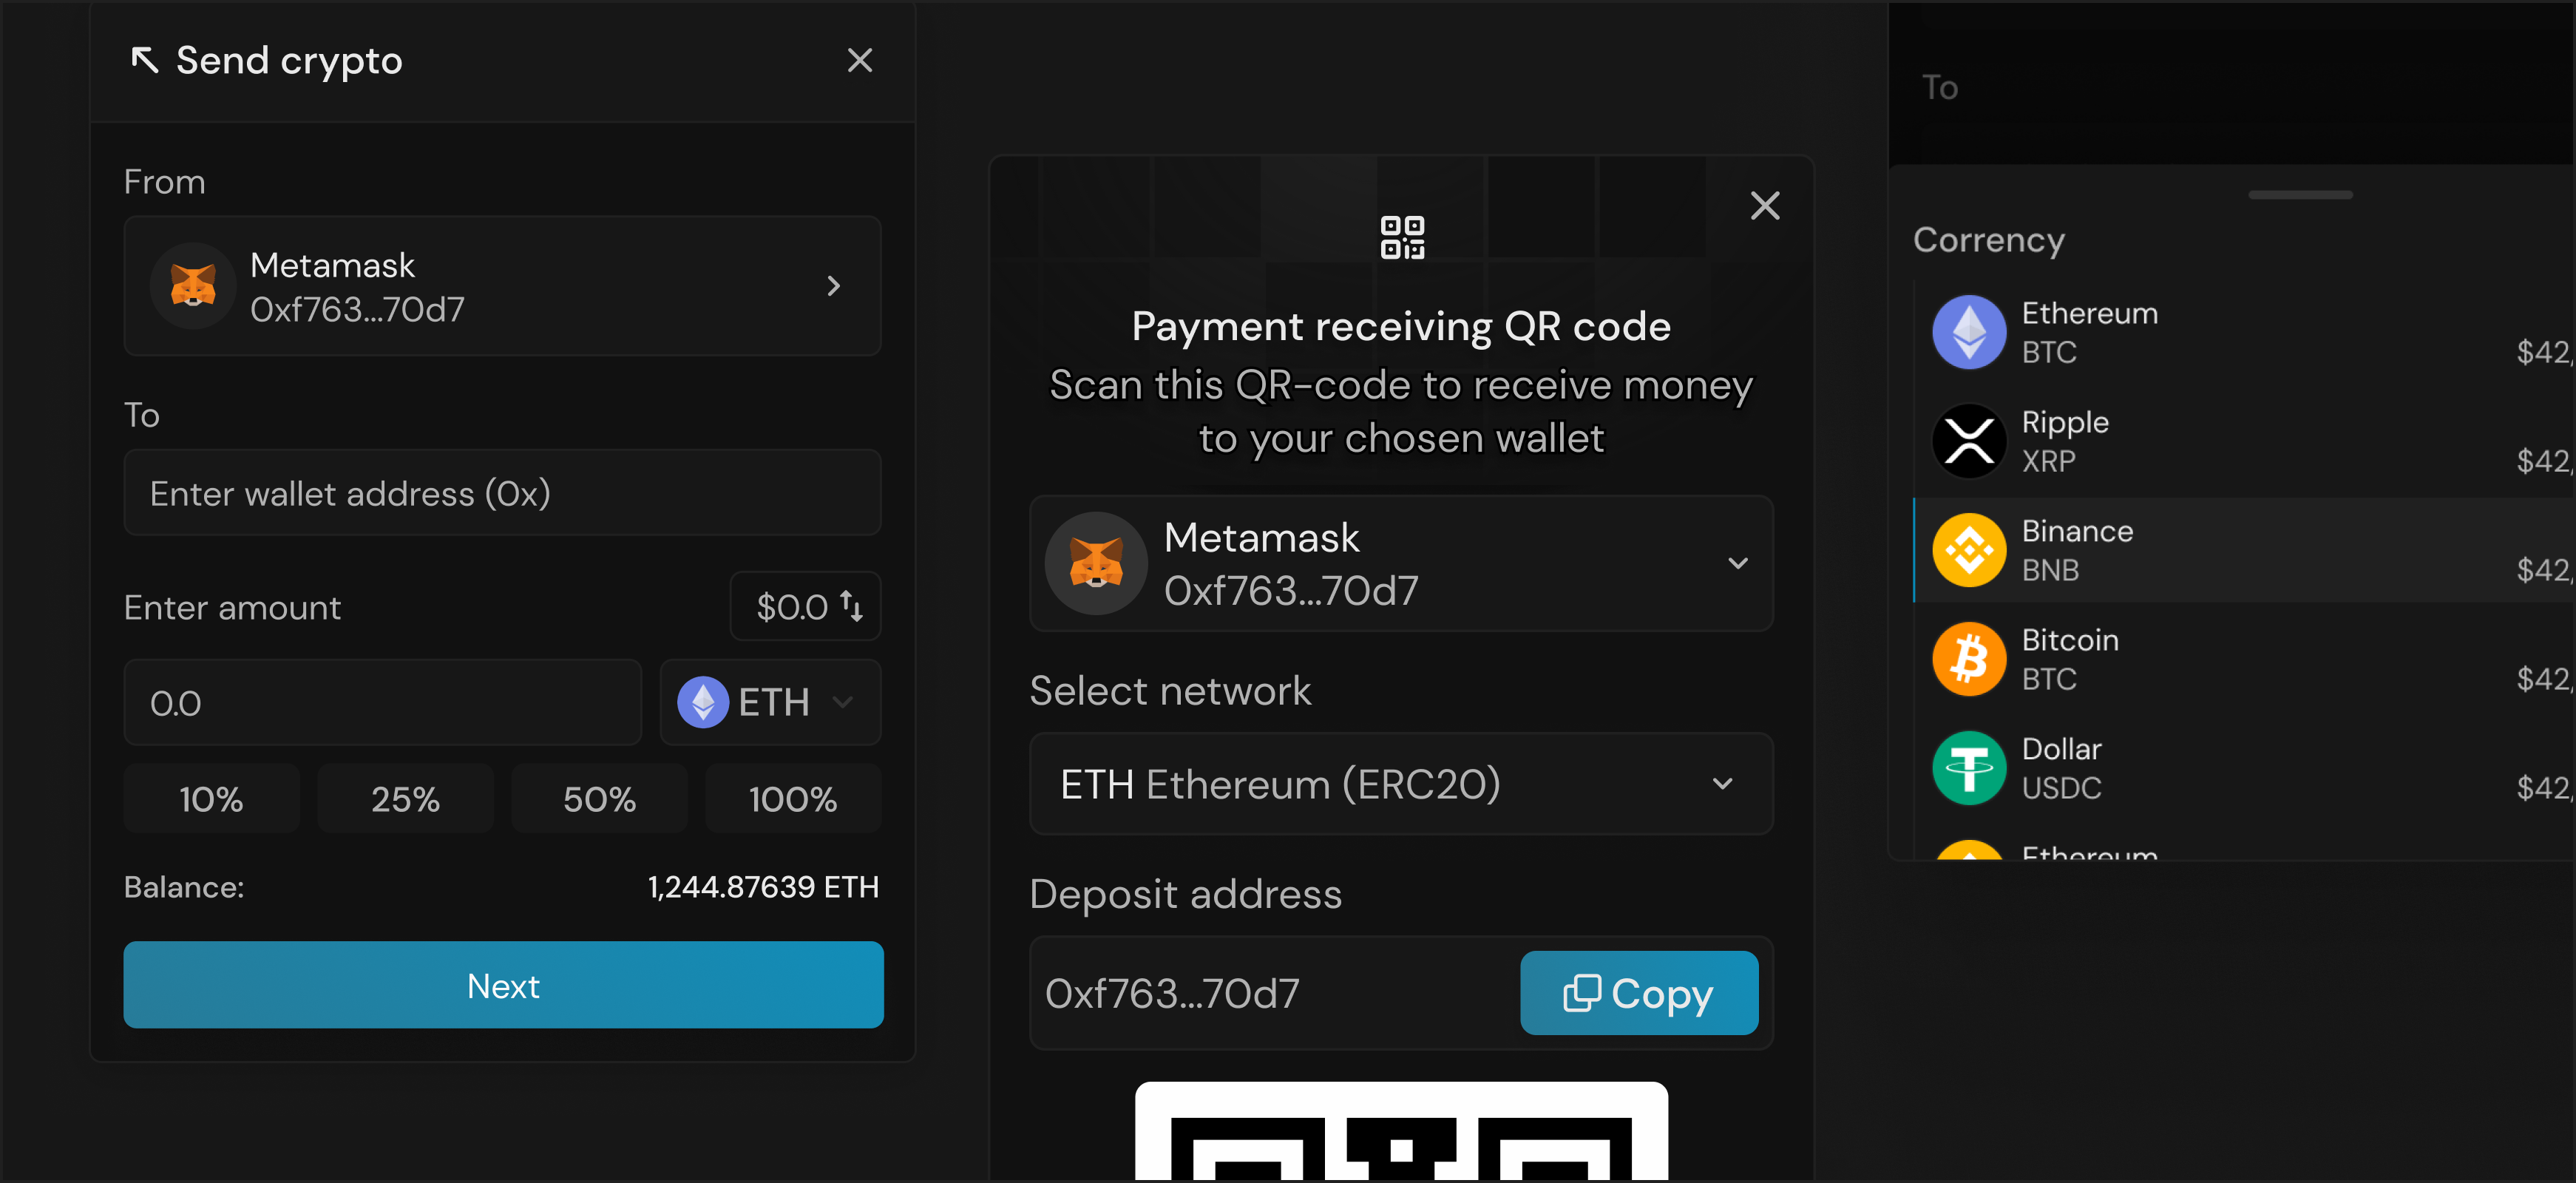 Send crypto
From
Metamask
0xf763...70d7
To
Enter wallet address (0x)
Enter amount
$0.0
0.0
ETH
10%
25%
50%
100%
Balance:
1,244.87639 ETH
Next
Payment receiving QR code
Scan this QR-code to receive money
to your chosen wallet
Metamask
0xf763...70d7
Select network
ETH Ethereum (ERC20)
Deposit address
0xf763...70d7
Copy
To
Corrency
Ethereum
BTC
$42,
Ripple
XRP
$42,
Binance
BNB
$42,
Bitcoin
BTC
$42,
Dollar
USDC
$42,
Ethereum